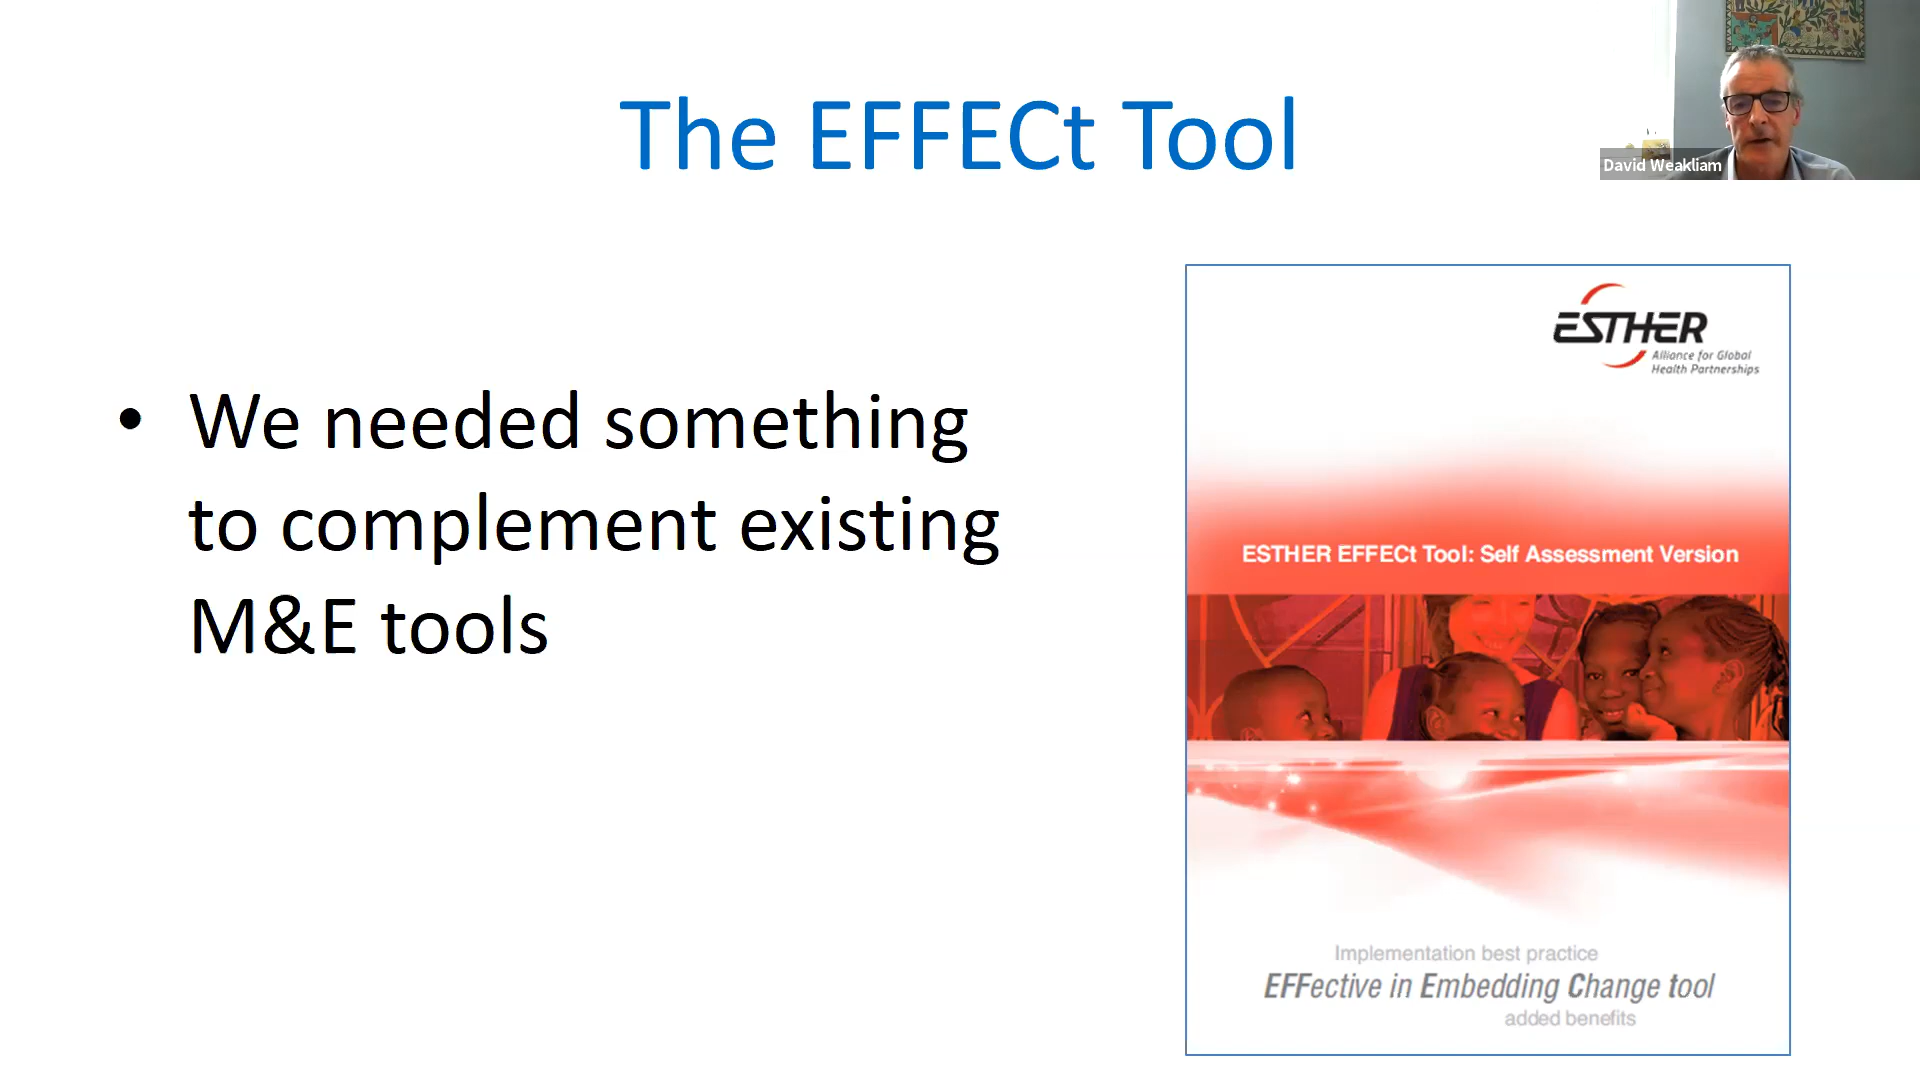 The EFFECt Tool
David Weakliam
• We needed something
to complement existing
M&E tools
ESTHER
Alliance for Global
Health Partnerships
ESTHER EFFECt Tool: Self Assessment Version
Implementation best practice
EFFective in Embedding Change tool
added benefits